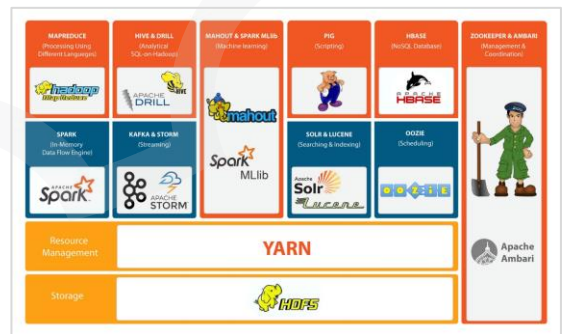 MAPREDUCE
(Processing Using
Different Languages)
hadoop
HIVE & DRILL
(Analytical
SQL-on-Hadoop)
HIVE
APACHE
DRILL
MAHOUT & SPARK MLlib
(Machine learning)
mahout
Spark
MLlib
PIG
(Scripting)
HBASE
(NoSQL Database)
APACHE
HBASE
ZOOKEEPER & AMBARI
(Management &
Coordination)
Apache
Ambari
SPARK
(In-Memory
Data Flow Engine)
APACHE
Spark
KAFKA & STORM
(Streaming)
APACHE
STORM
SOLR & LUCENE
(Searching & Indexing)
Apache
Solr
Lucene
OOZIE
(Scheduling)
OOZIE
Resource
Management
YARN
Storage
HDFS